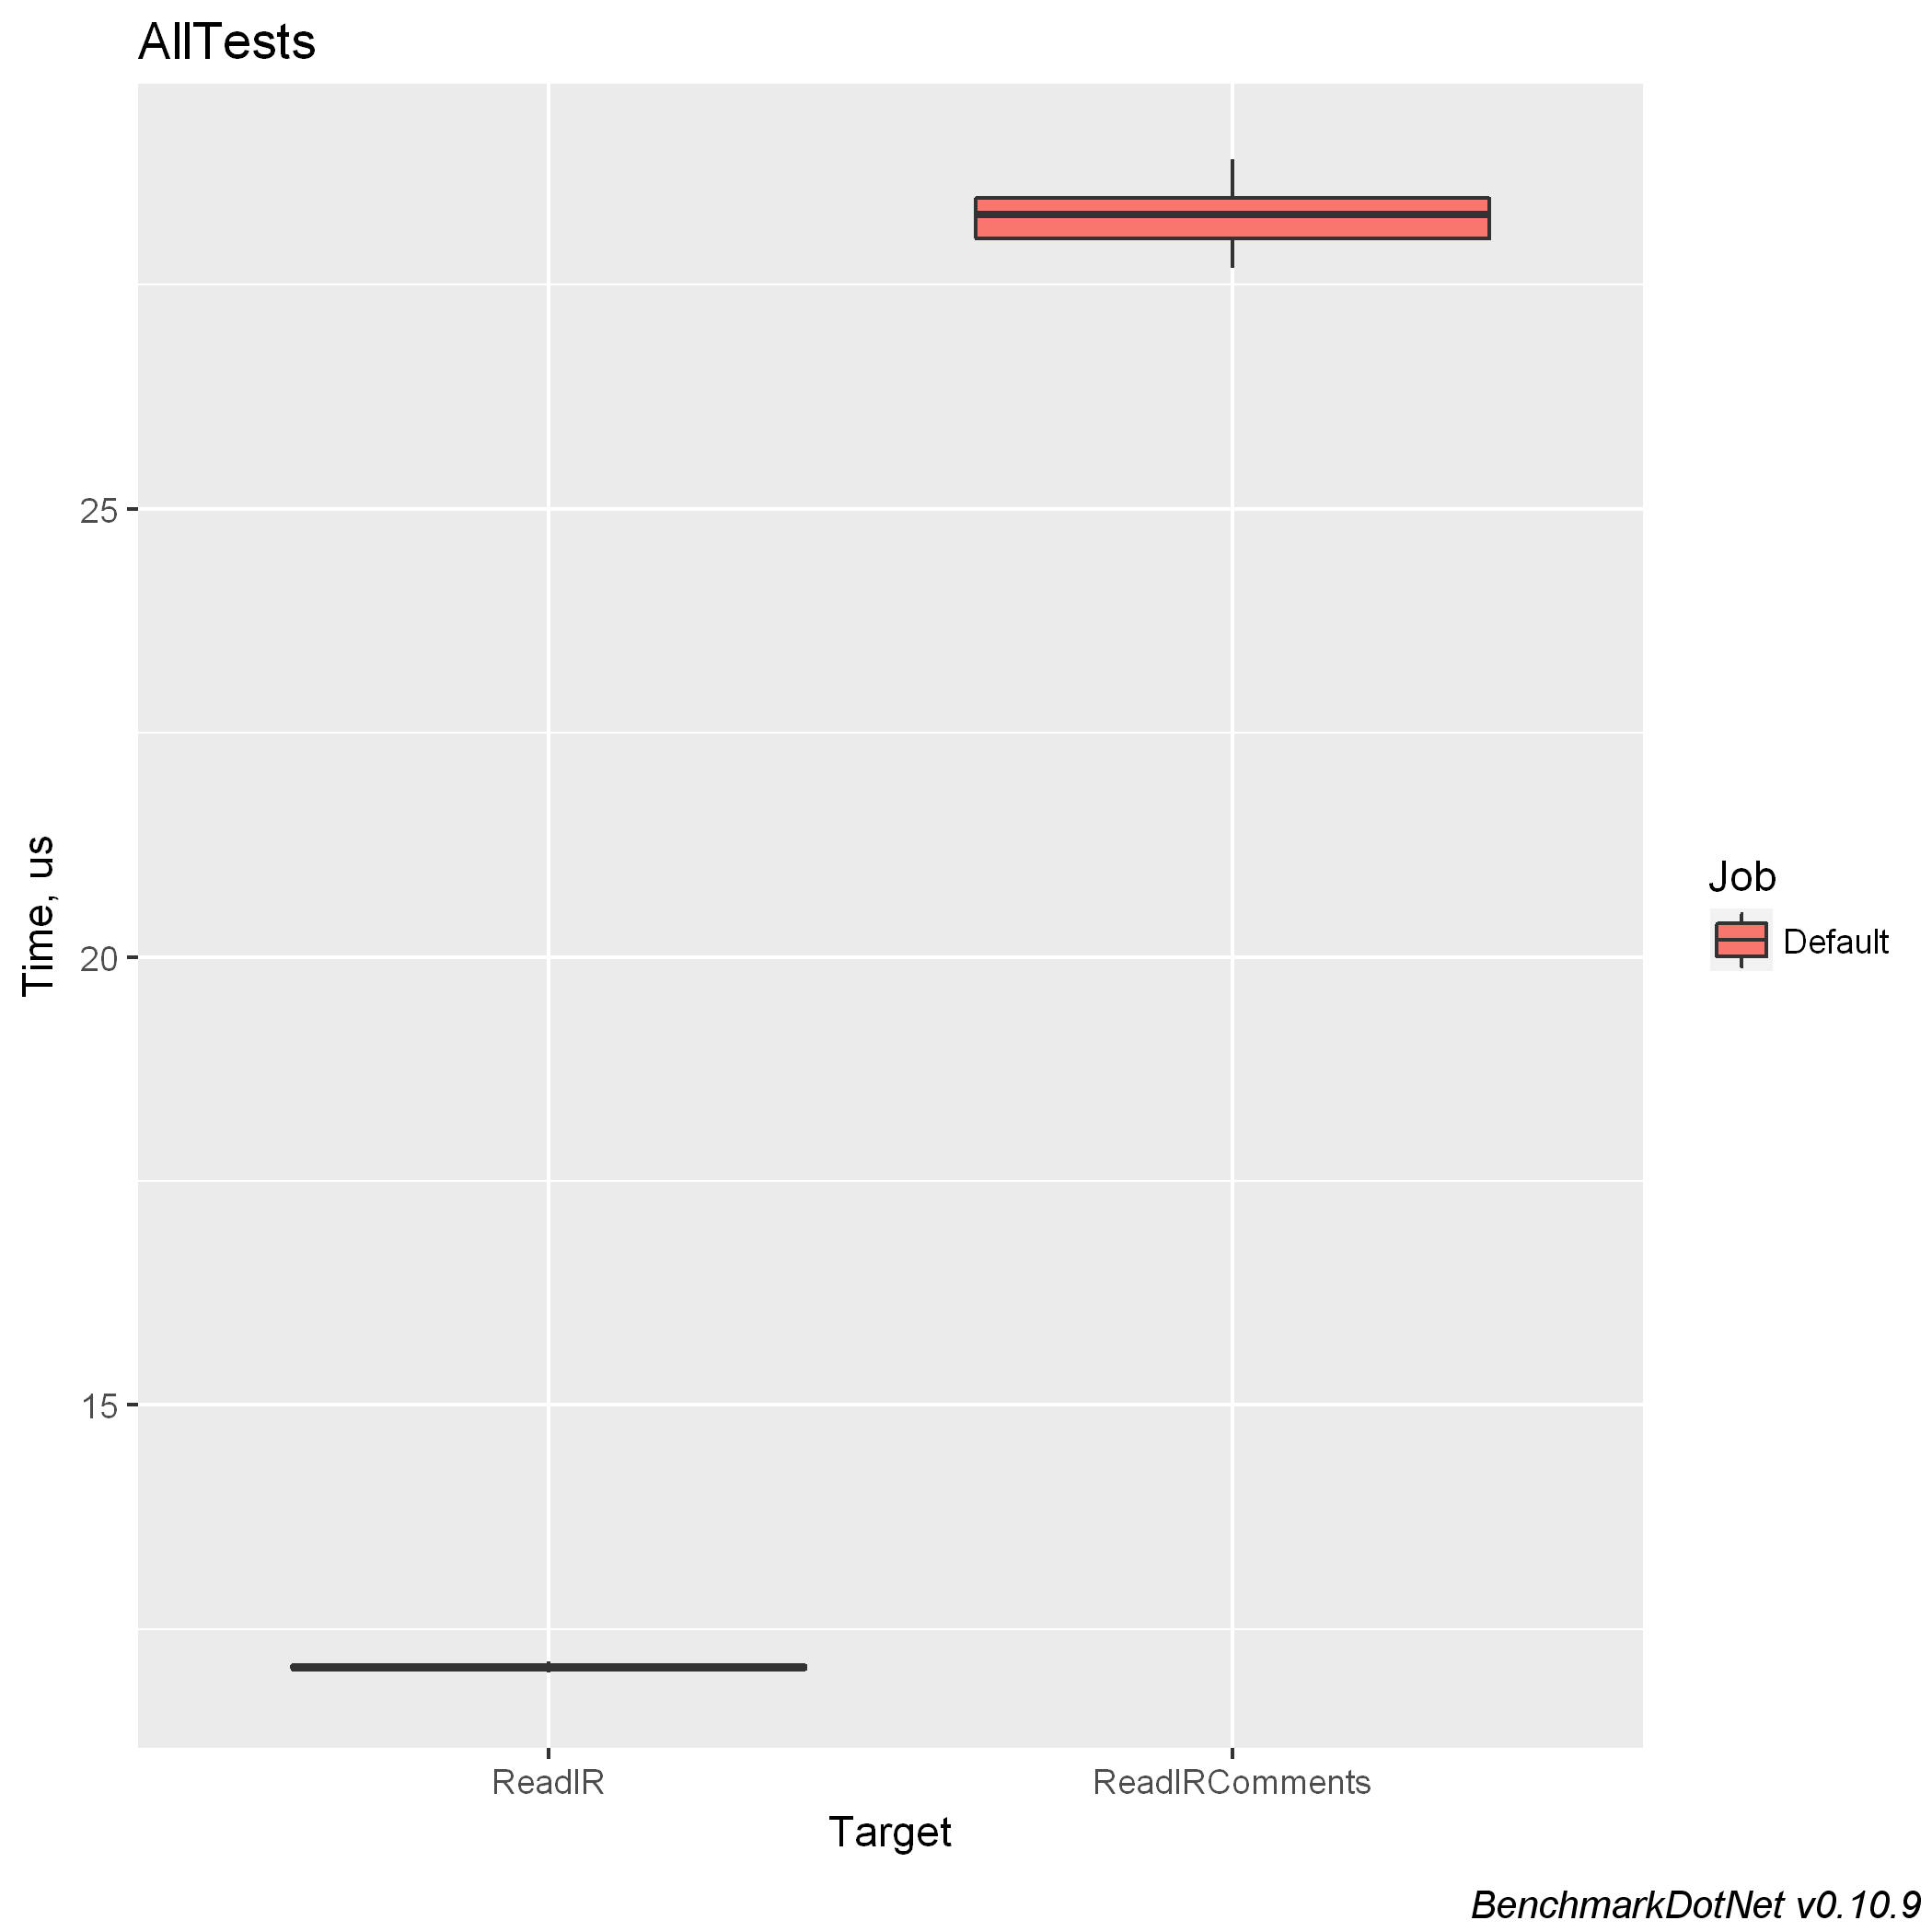 AllTests
25
20
15
Time, us
ReadIR
ReadIRComments
Target
Job
Default
BenchmarkDotNet v0.10.9